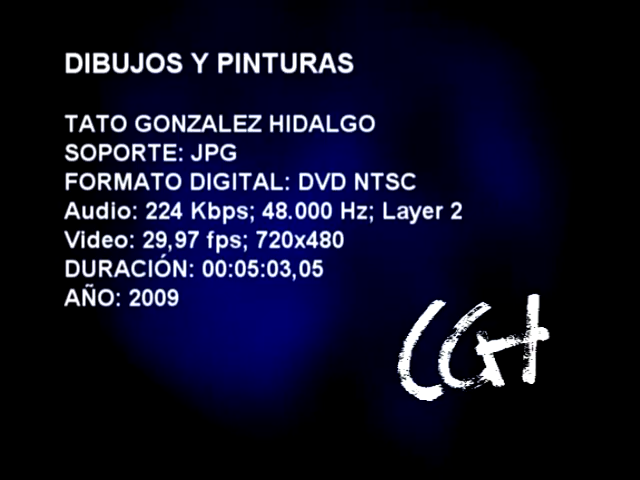 DIBUJOS Y PINTURAS
TATO GONZALEZ HIDALGO
SOPORTE: JPG
FORMATO DIGITAL: DVD NTSC
Audio: 224 Kbps; 48.000 Hz; Layer 2
Video: 29,97 fps; 720x480
DURACIÓN: 00:05:03,05
AÑO: 2009
CGH